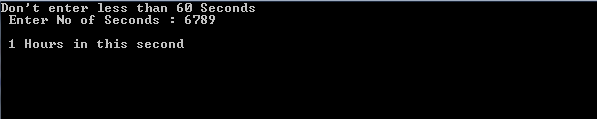 Don't enter less than 60 Seconds
Enter No of Seconds : 6789
1 Hours in this second